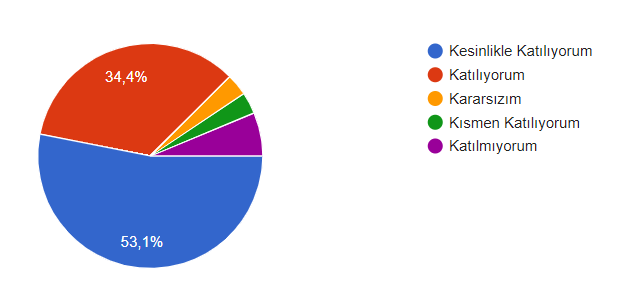 34,4%
53,1%
Kesinlikle Katılıyorum
Katılıyorum
Kararsızım
Kısmen Katılıyorum
Katılmıyorum